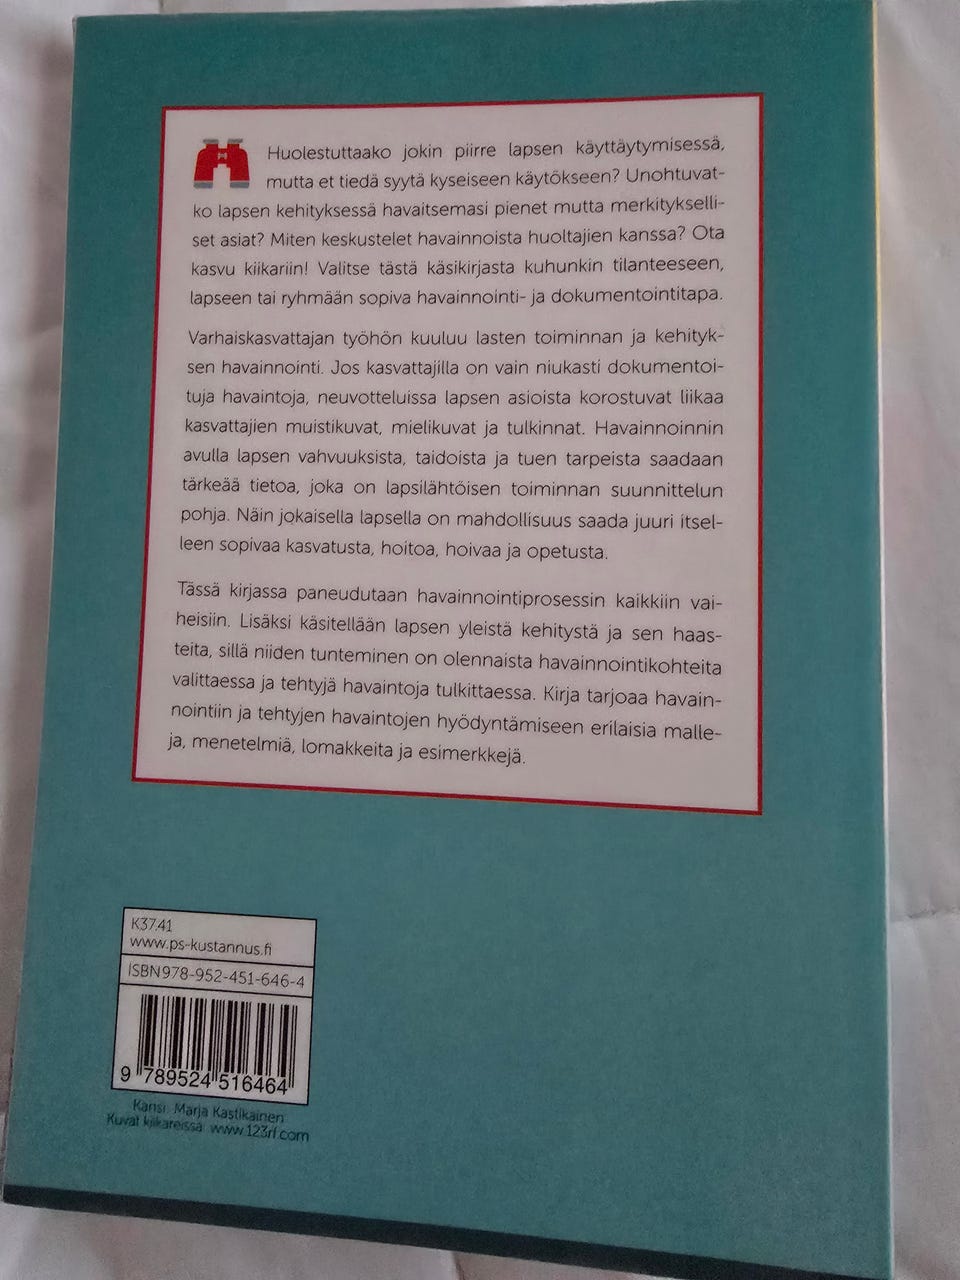 Huolestuttaako jokin piirre lapsen käyttäytymisessä,
mutta et tiedä syytä kyseiseen käytökseen? Unohtuvat-
ko lapsen kehityksessä havaitsemasi pienet mutta merkitykselli-
set asiat? Miten keskustelet havainnoista huoltajien kanssa? Ota
kasvu kiikariin! Valitse tästä käsikirjasta kuhunkin tilanteeseen,
lapseen tai ryhmään sopiva havainnointi- ja dokumentointitapa.
Varhaiskasvattajan työhön kuuluu lasten toiminnan ja kehityk-
sen havainnointi. Jos kasvattajilla on vain niukasti dokumentoi-
tuja havaintoja, neuvotteluissa lapsen asioista korostuvat liikaa
kasvattajien muistikuvat, mielikuvat ja tulkinnat. Havainnoinnin
avulla lapsen vahvuuksista, taidoista ja tuen tarpeista saadaan
tärkeää tietoa, joka on lapsilähtöisen toiminnan suunnittelun
pohja. Näin jokaisella lapsella on mahdollisuus saada juuri itsel-
leen sopivaa kasvatusta, hoitoa, hoivaa ja opetusta.
Tässä kirjassa paneudutaan havainnointiprosessin kaikkiin vai-
heisiin. Lisäksi käsitellään lapsen yleistä kehitystä ja sen haas-
teita, sillä niiden tunteminen on olennaista havainnointikohteita
valittaessa ja tehtyjä havaintoja tulkittaessa. Kirja tarjoaa havain-
nointiin ja tehtyjen havaintojen hyödyntämiseen erilaisia malle-
ja, menetelmiä, lomakkeita ja esimerkkejä.
K37.41
www.ps-kustannus.fi
ISBN 978-952-451-646-4
9 789524 516464
Kansi: Marja Kastikainen
Kuvat kiikareissa: www.123rf.com